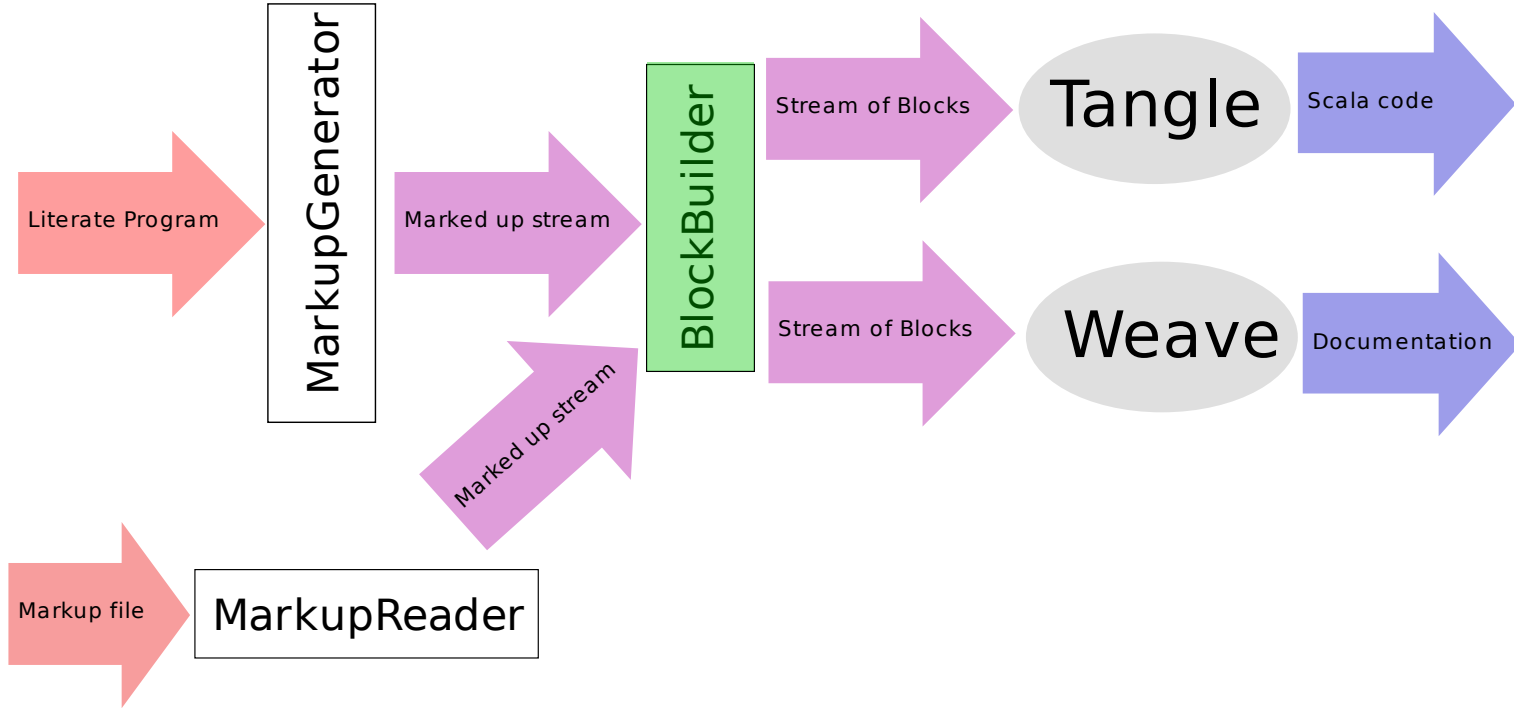 Literate Program
MarkupGenerator
Marked up stream
BlockBuilder
Stream of Blocks
Tangle
Scala code
Stream of Blocks
Weave
Documentation
Marked up stream
Markup file
MarkupReader